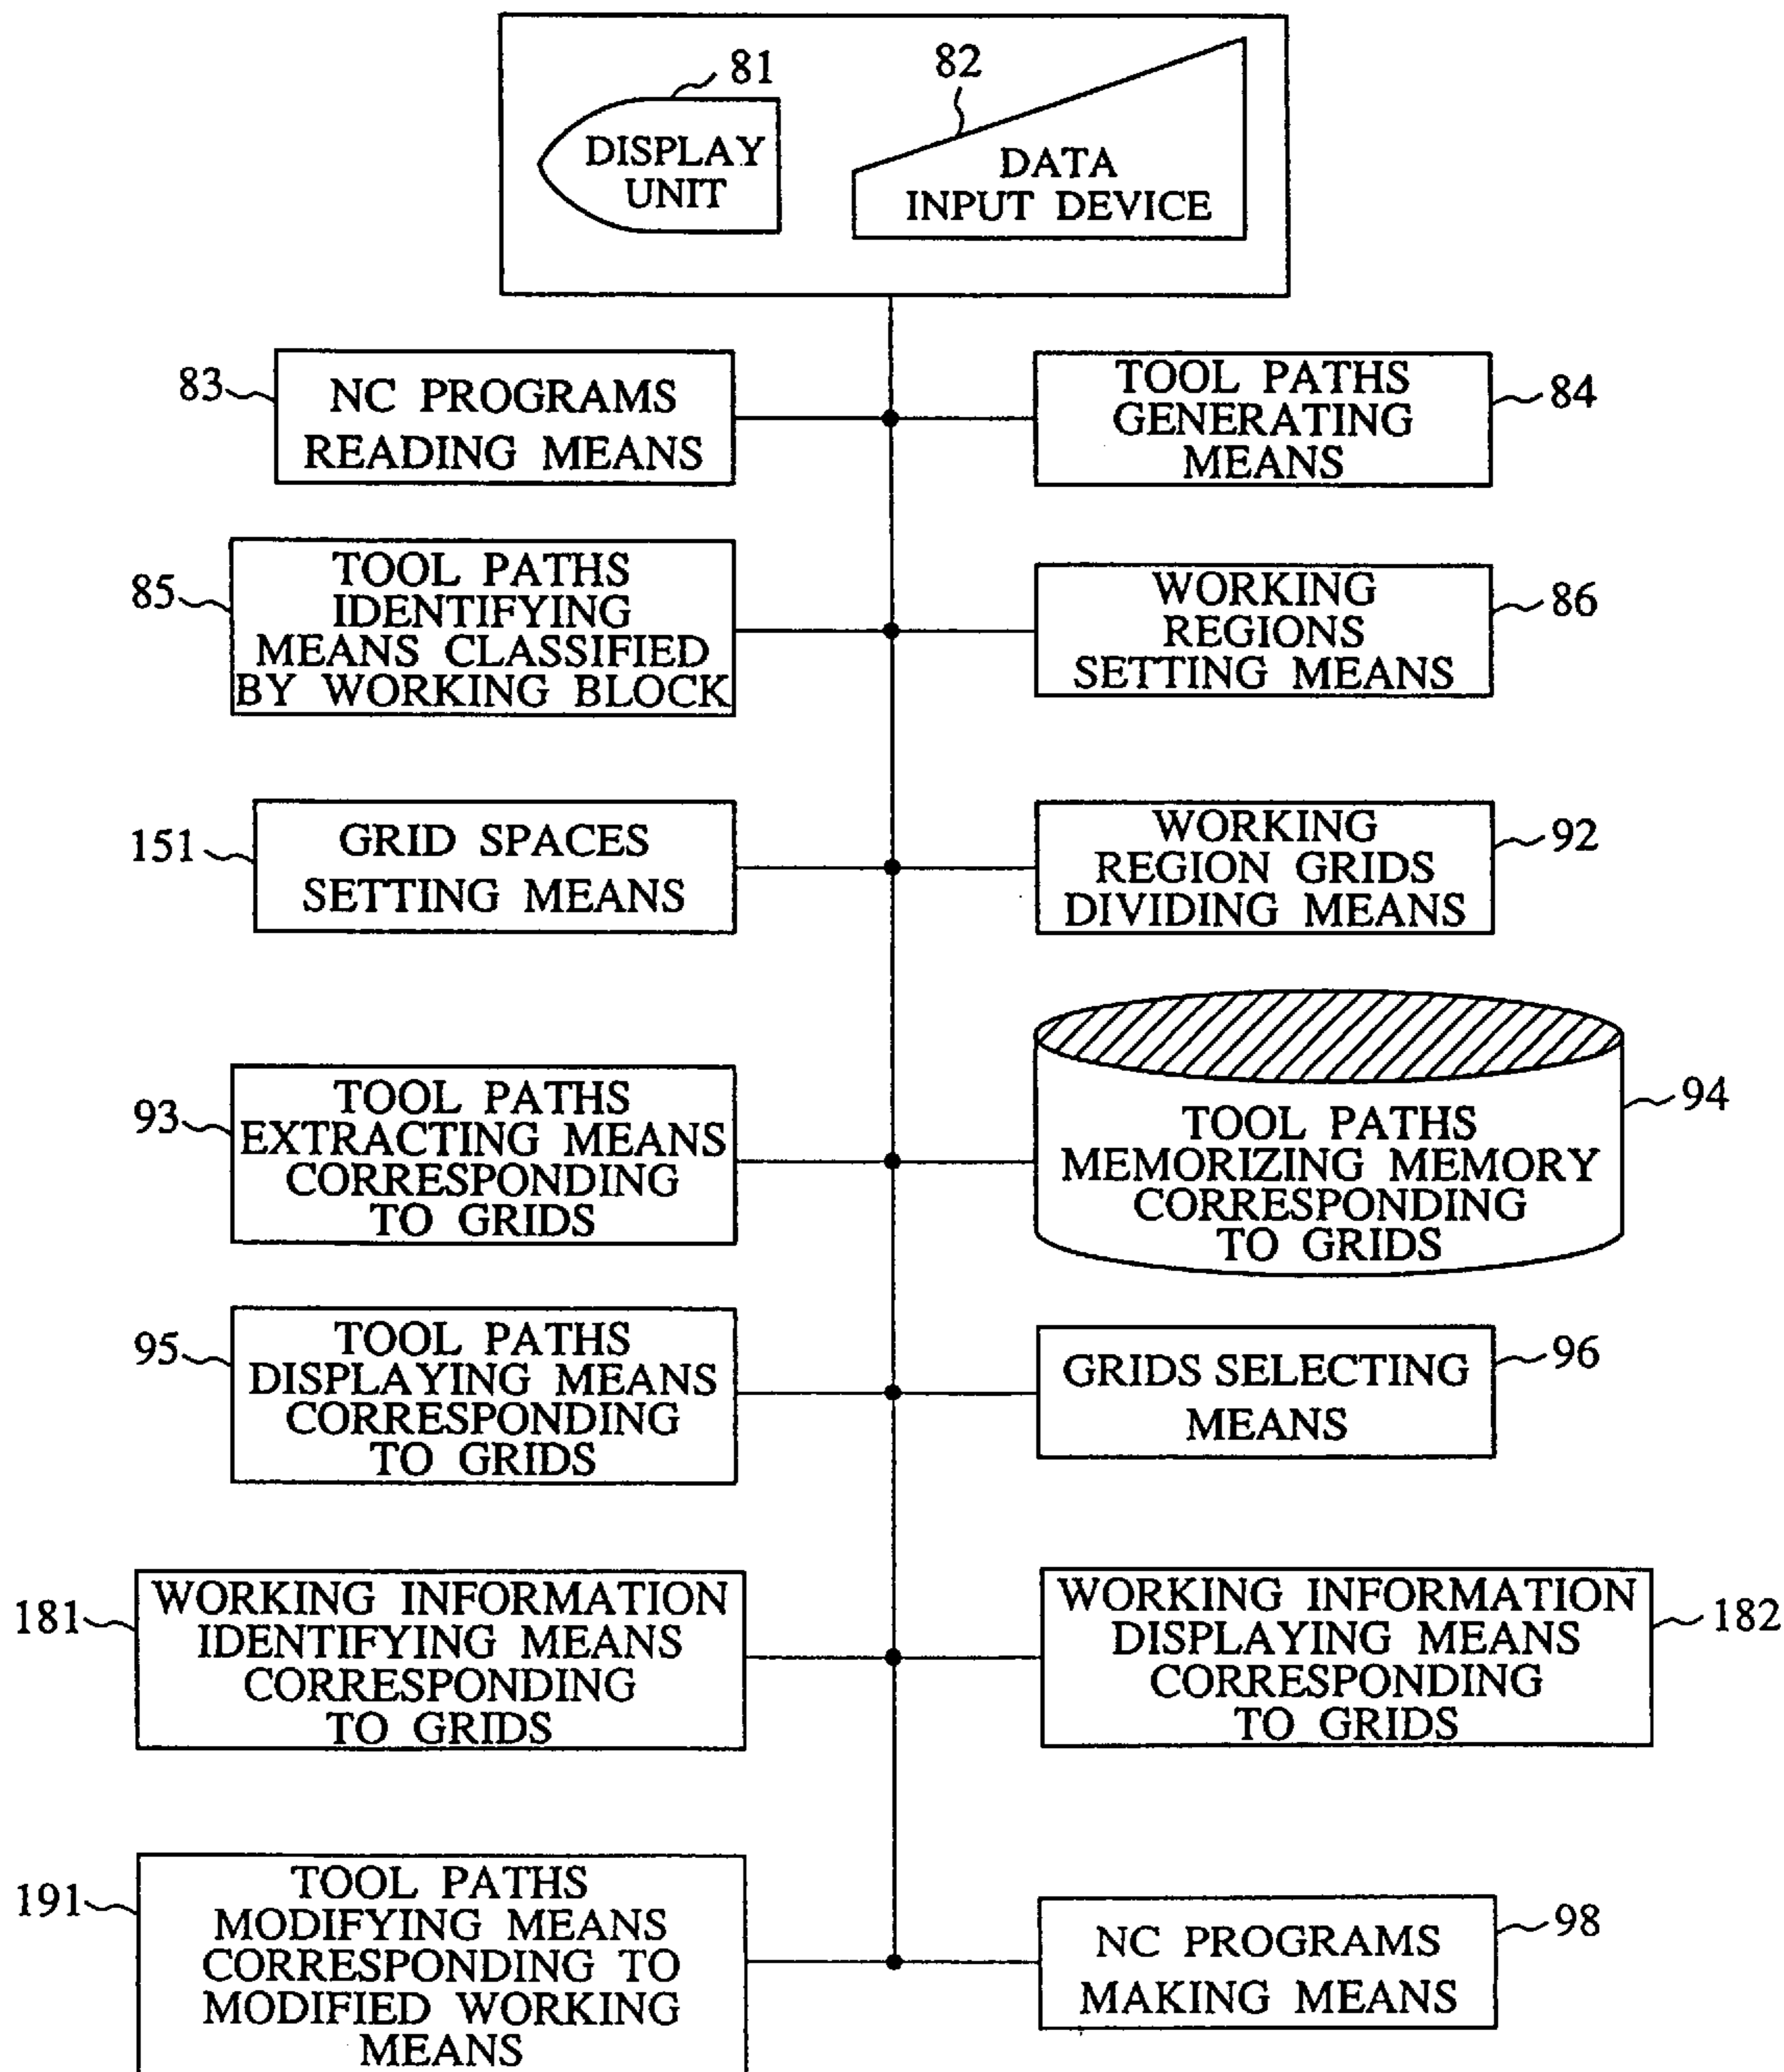 81
DISPLAY
UNIT
82
DATA
INPUT DEVICE
83
NC PROGRAMS
READING MEANS
TOOL PATHS
GENERATING
MEANS
84
85
TOOL PATHS
IDENTIFYING
MEANS CLASSIFIED
BY WORKING BLOCK
WORKING
REGIONS
SETTING MEANS
86
151
GRID SPACES
SETTING MEANS
WORKING
REGION GRIDS
DIVIDING MEANS
92
93
TOOL PATHS
EXTRACTING MEANS
CORRESPONDING
TO GRIDS
TOOL PATHS
MEMORIZING MEMORY
CORRESPONDING
TO GRIDS
94
95
TOOL PATHS
DISPLAYING MEANS
CORRESPONDING
TO GRIDS
GRIDS SELECTING
MEANS
96
181
WORKING INFORMATION
IDENTIFYING MEANS
CORRESPONDING
TO GRIDS
WORKING INFORMATION
DISPLAYING MEANS
CORRESPONDING
TO GRIDS
182
191
TOOL PATHS
MODIFYING MEANS
CORRESPONDING TO
MODIFIED WORKING
MEANS
NC PROGRAMS
MAKING MEANS
98